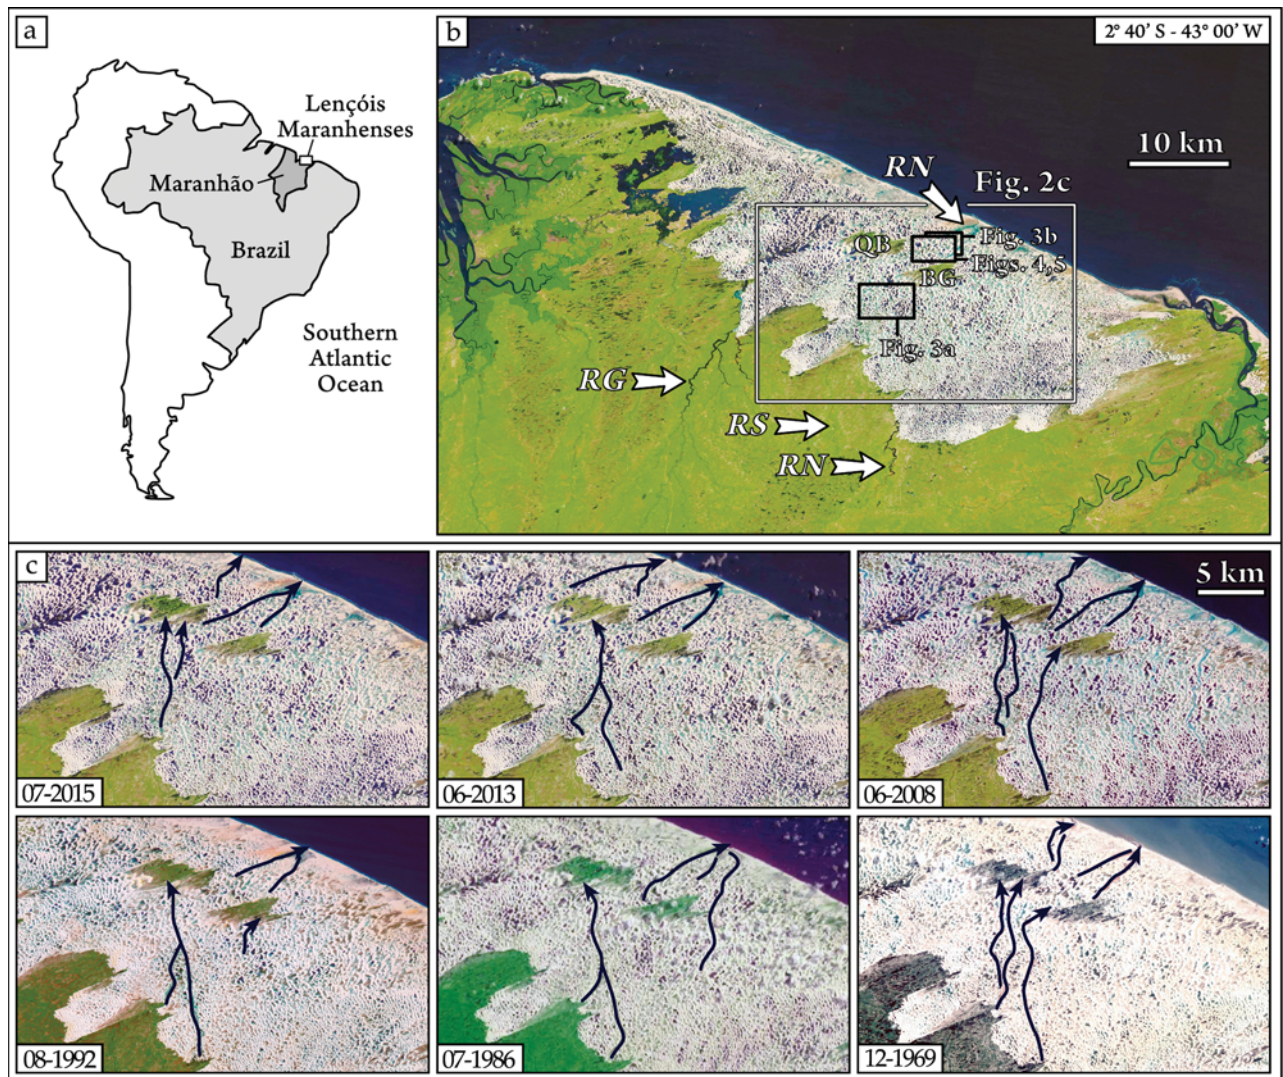 a
Lençóis
Maranhenses
Maranhão
Brazil
Southern
Atlantic
Ocean
b
2° 40' S - 43° 00' W
10 km
RN
Fig. 2c
QB
Fig. 3b
Figs. 4,5
BG
Fig. 3a
RG
RS
RN
c
5 km
07-2015
06-2013
06-2008
08-1992
07-1986
12-1969